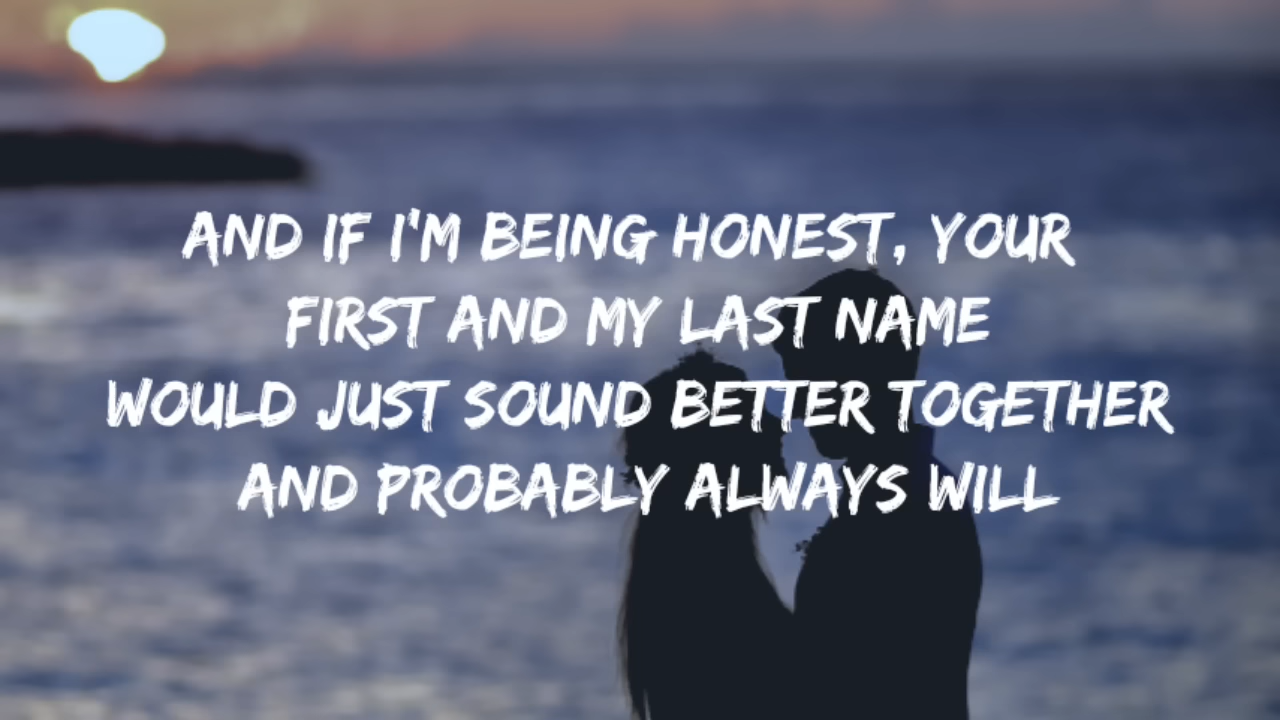 AND IF I'M BEING HONEST, YOUR
FIRST AND MY LAST NAME
WOULD JUST SOUND BETTER TOGETHER
AND PROBABLY ALWAYS WILL